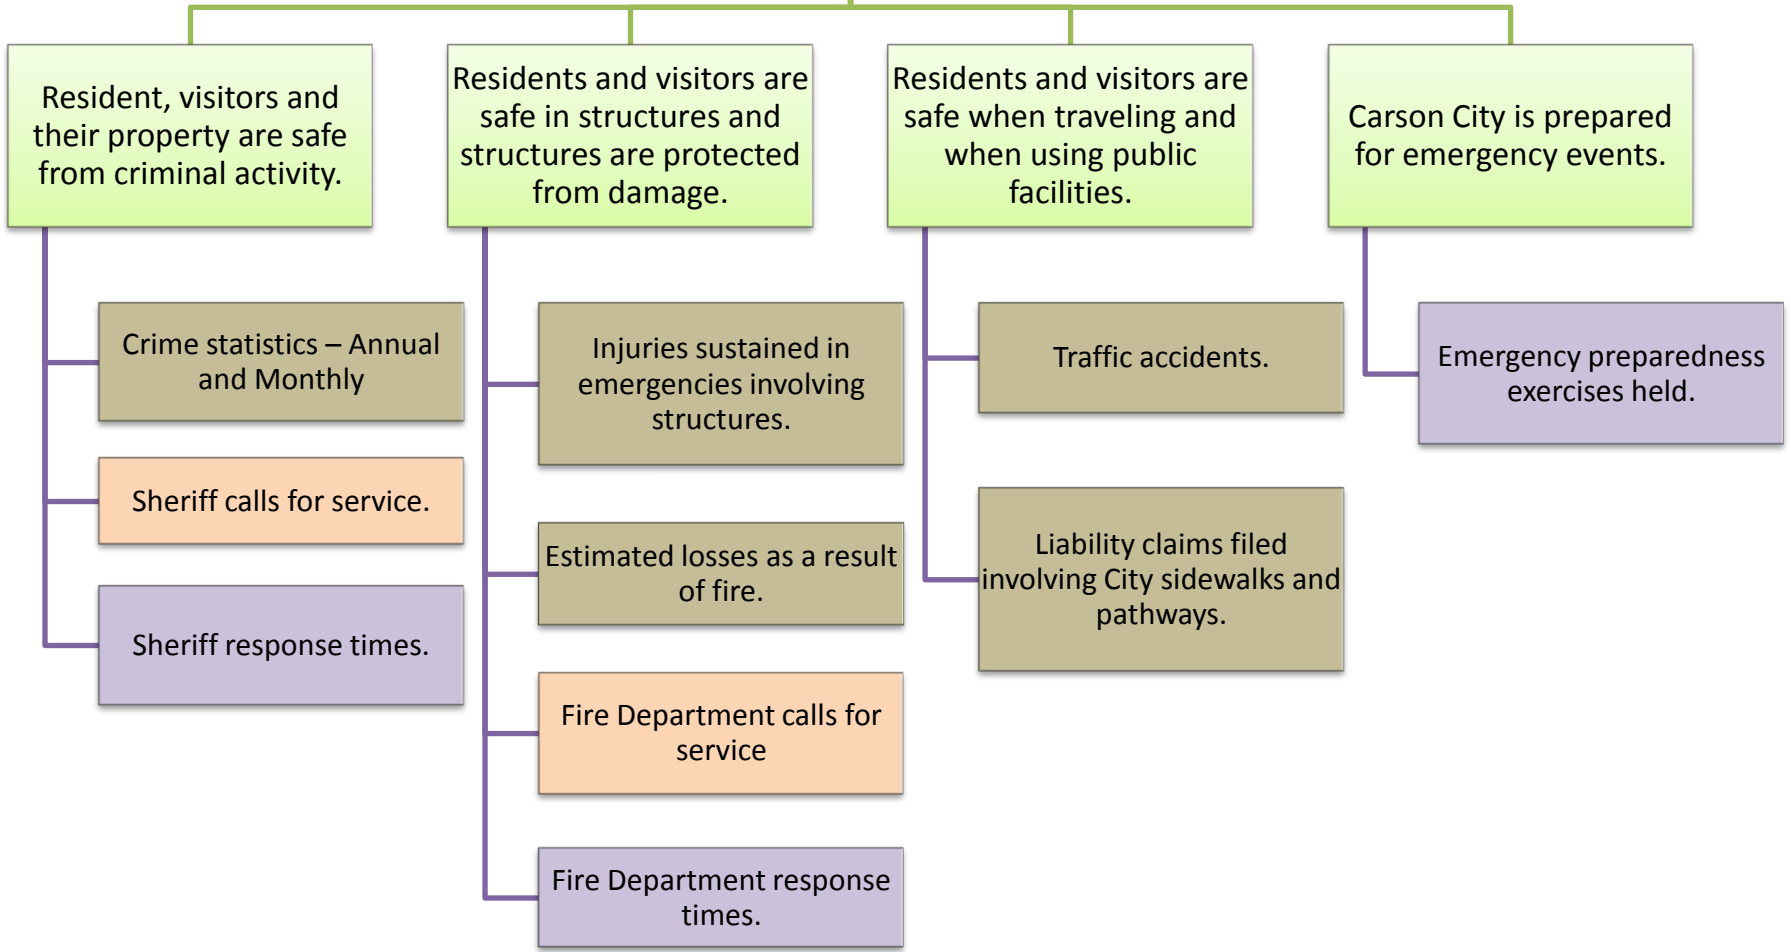 Resident, visitors and
their property are safe
from criminal activity.
Crime statistics – Annual
and Monthly
Sheriff calls for service.
Sheriff response times.
Residents and visitors are
safe in structures and
structures are protected
from damage.
Injuries sustained in
emergencies involving
structures.
Estimated losses as a result
of fire.
Fire Department calls for
service
Fire Department response
times.
Residents and visitors are
safe when traveling and
when using public
facilities.
Traffic accidents.
Liability claims filed
involving City sidewalks and
pathways.
Carson City is prepared
for emergency events.
Emergency preparedness
exercises held.